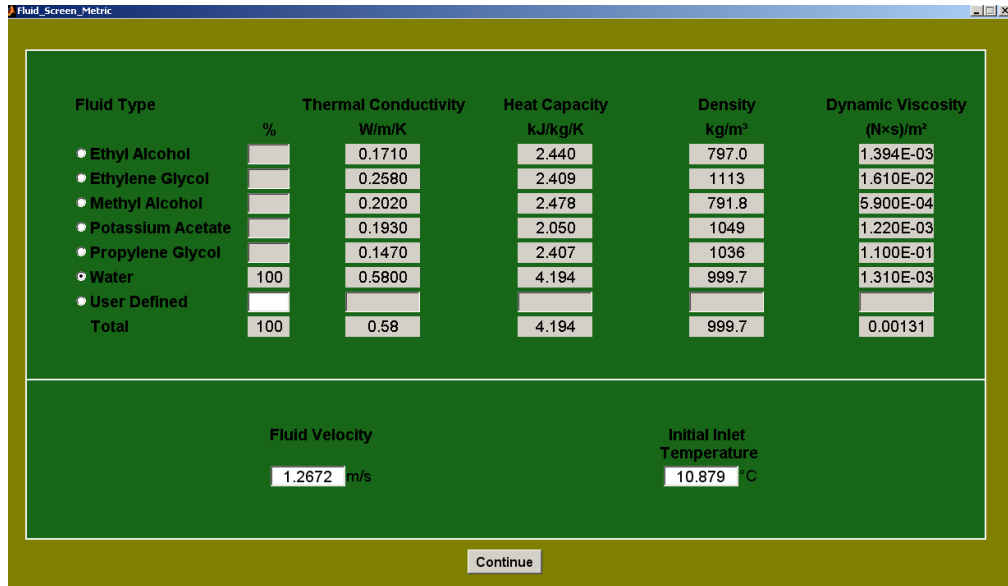 Fluid_Screen_Metric
Fluid Type % Thermal Conductivity W/m/K Heat Capacity kJ/kg/K Density kg/m³ Dynamic Viscosity (N×s)/m²
Ethyl Alcohol 0.1710 2.440 797.0 1.394E-03
Ethylene Glycol 0.2580 2.409 1113 1.610E-02
Methyl Alcohol 0.2020 2.478 791.8 5.900E-04
Potassium Acetate 0.1930 2.050 1049 1.220E-03
Propylene Glycol 0.1470 2.407 1036 1.100E-01
Water 100 0.5800 4.194 999.7 1.310E-03
User Defined
Total 100 0.58 4.194 999.7 0.00131
Fluid Velocity
1.2672 m/s
Initial Inlet
Temperature
10.879 °C
Continue